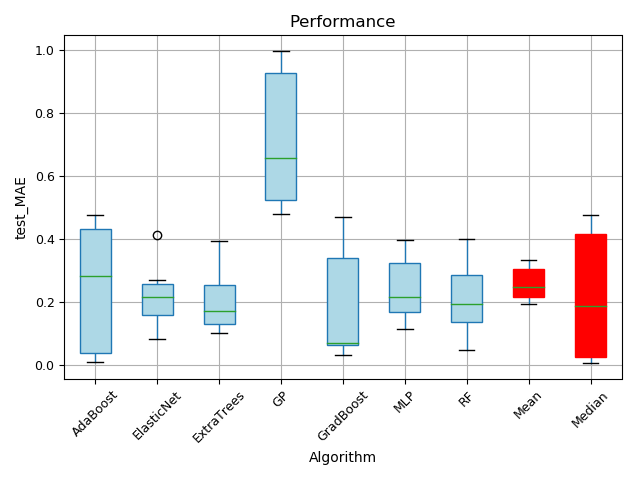 Performance
1.0
0.8
0.6
0.4
0.2
0.0
test_MAE
AdaBoost
ElasticNet
ExtraTrees
GP
GradBoost
MLP
RF
Mean
Median
Algorithm